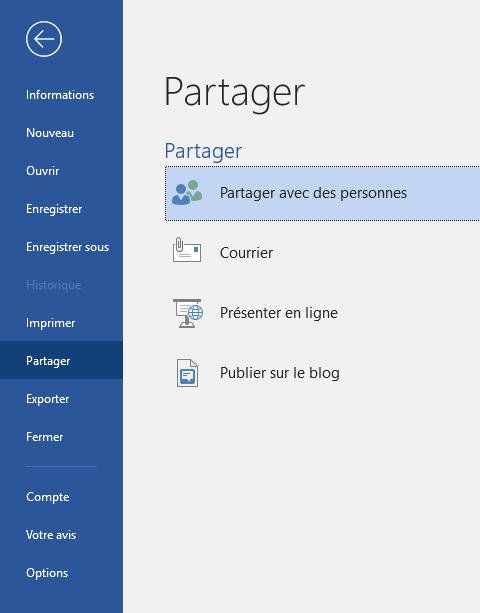 Informations
Nouveau
Ouvrir
Enregistrer
Enregistrer sous
Historique
Imprimer
Partager
Exporter
Fermer
Compte
Votre avis
Options
Partager
Partager
Partager avec des personnes
Courrier
Présenter en ligne
Publier sur le blog